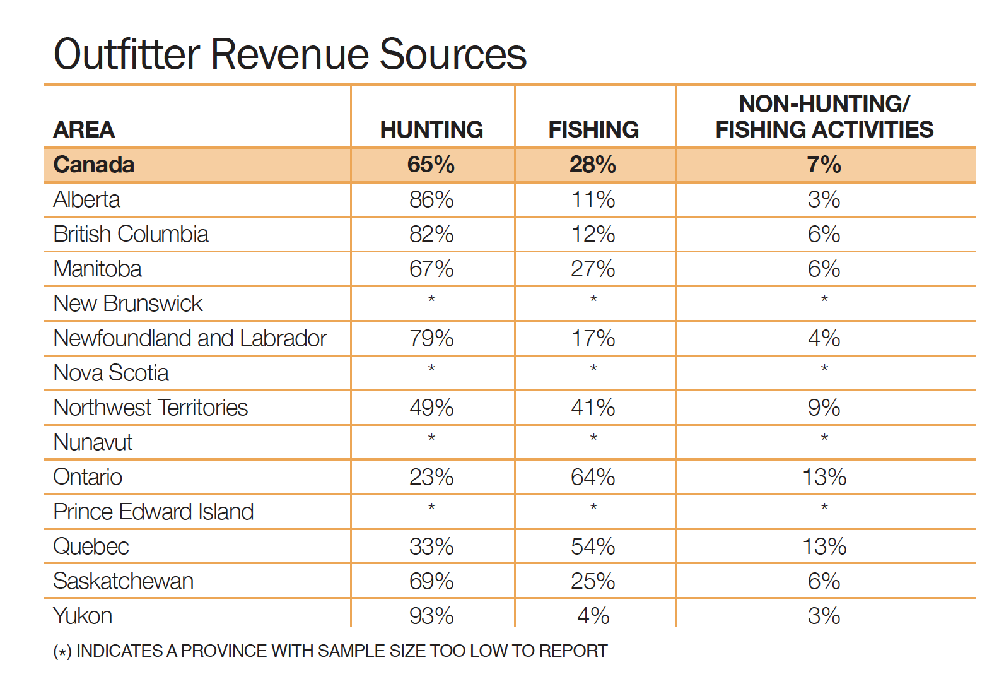 Outfitter Revenue Sources
AREA HUNTING FISHING NON-HUNTING/
FISHING ACTIVITIES
Canada 65% 28% 7%
Alberta 86% 11% 3%
British Columbia 82% 12% 6%
Manitoba 67% 27% 6%
New Brunswick * * *
Newfoundland and Labrador 79% 17% 4%
Nova Scotia * * *
Northwest Territories 49% 41% 9%
Nunavut * * *
Ontario 23% 64% 13%
Prince Edward Island * * *
Quebec 33% 54% 13%
Saskatchewan 69% 25% 6%
Yukon 93% 4% 3%
(*) INDICATES A PROVINCE WITH SAMPLE SIZE TOO LOW TO REPORT